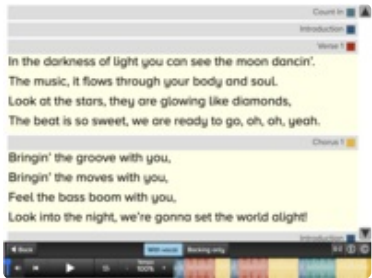 Count In
Introduction
Verse 1
In the darkness of light you can see the moon dancin'.
The music, it flows through your body and soul.
Look at the stars, they are glowing like diamonds,
The beat is so sweet, we are ready to go, oh, oh, yeah.
Chorus 1
Bringin' the groove with you,
Bringin' the moves with you,
Feel the bass boom with you,
Look into the night, we're gonna set the world alight!
Introduction
Back
With vocals
Backing only
Tempo
100%